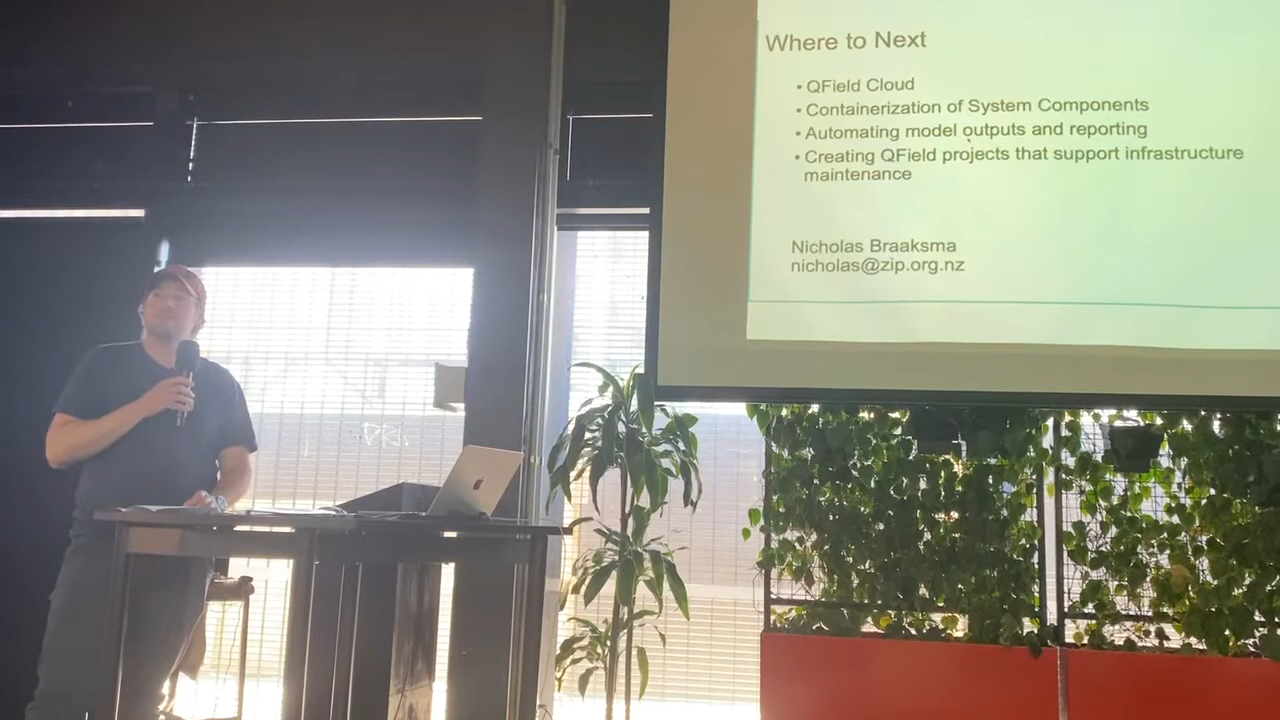 Where to Next
• QField Cloud
• Containerization of System Components
• Automating model outputs and reporting
• Creating QField projects that support infrastructure
maintenance
Nicholas Braaksma
nicholas@zip.org.nz